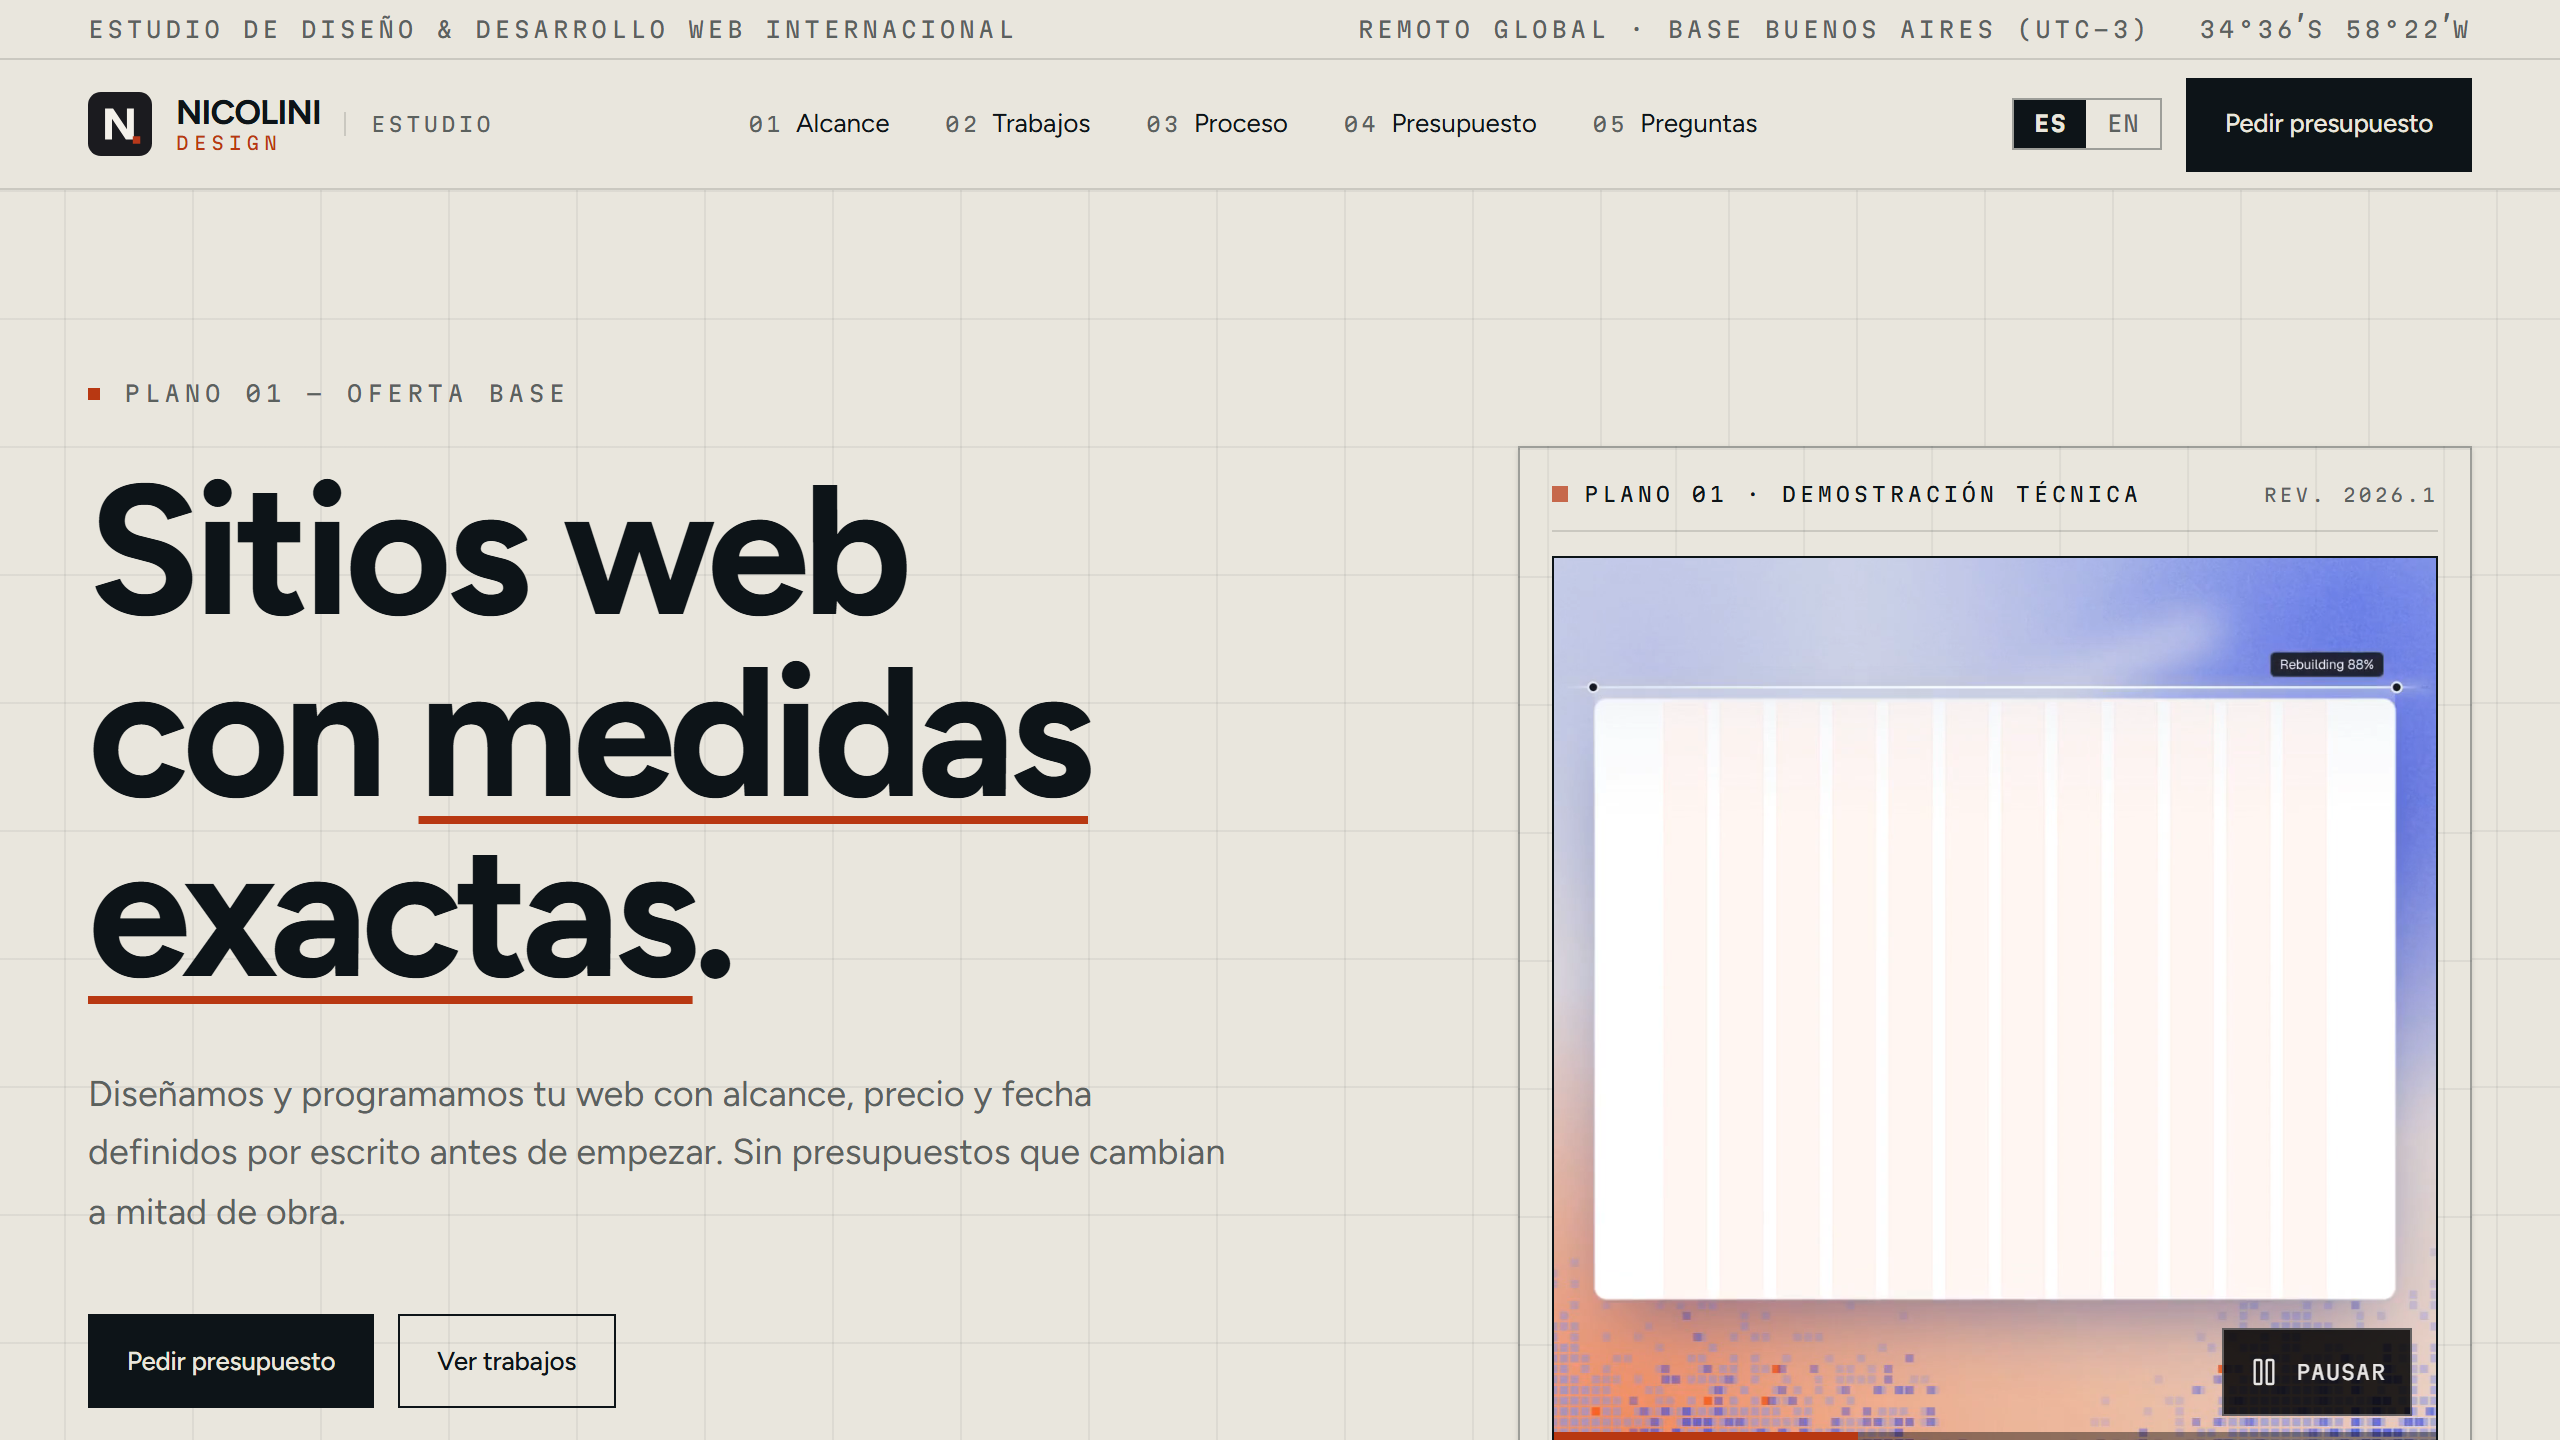 ESTUDIO DE DISEÑO & DESARROLLO WEB INTERNACIONAL
REMOTO GLOBAL · BASE BUENOS AIRES (UTC−3) 34°36′S 58°22′W
N.
NICOLINI
DESIGN
ESTUDIO
01 Alcance
02 Trabajos
03 Proceso
04 Presupuesto
05 Preguntas
ES
EN
Pedir presupuesto
PLANO 01 — OFERTA BASE
Sitios web
con medidas
exactas.
Diseñamos y programamos tu web con alcance, precio y fecha
definidos por escrito antes de empezar. Sin presupuestos que cambian
a mitad de obra.
Pedir presupuesto
Ver trabajos
PLANO 01 · DEMOSTRACIÓN TÉCNICA
REV. 2026.1
Rebuilding 88%
PAUSAR